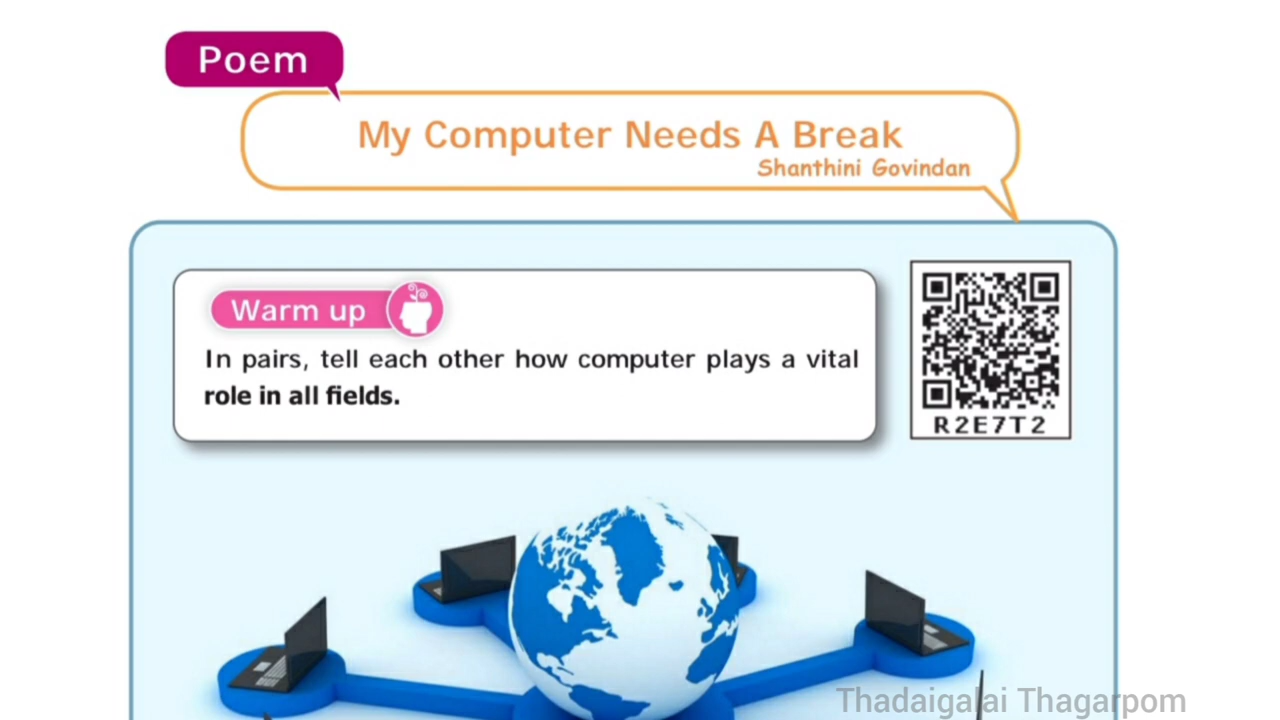 Poem
My Computer Needs A Break
Shanthini Govindan
Warm up
In pairs, tell each other how computer plays a vital
role in all fields.
R2E7T2
Thadaigalai Thagarpom